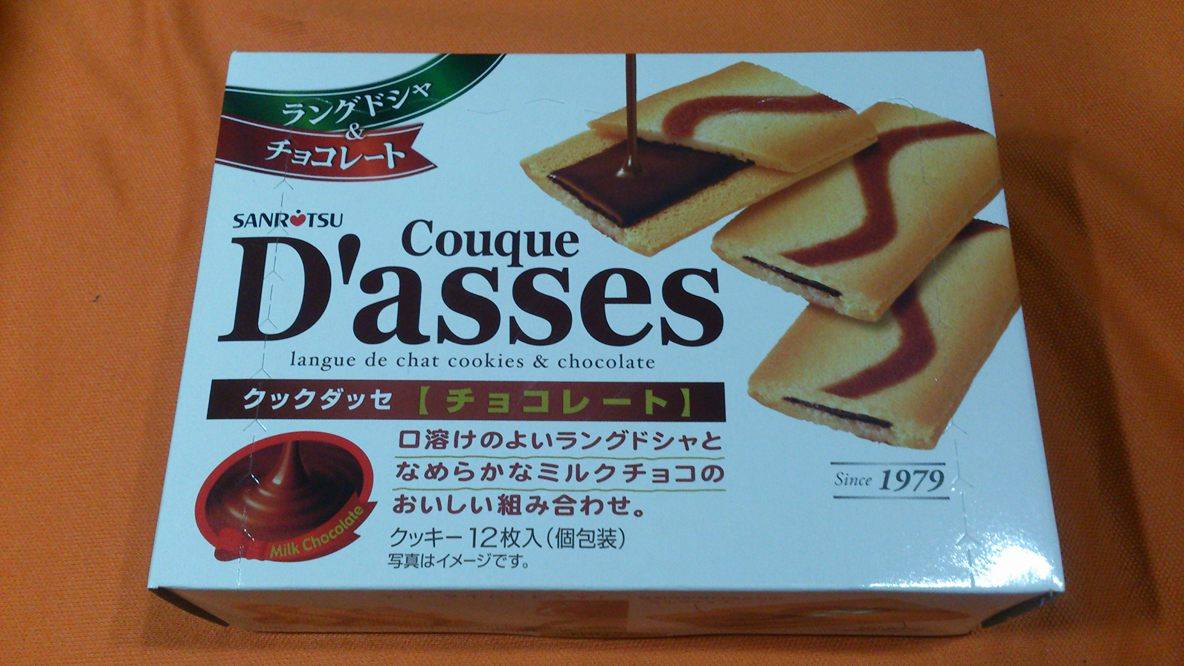 ラングドシャ
&
チョコレート
SANRITSU
Couque
D'asses
langue de chat cookies & chocolate
クックダッセ【チョコレート】
口溶けのよいラングドシャと
なめらかなミルクチョコの
おいしい組み合わせ。
Milk Chocolate
クッキー12枚入(個包装)
写真はイメージです。
Since 1979